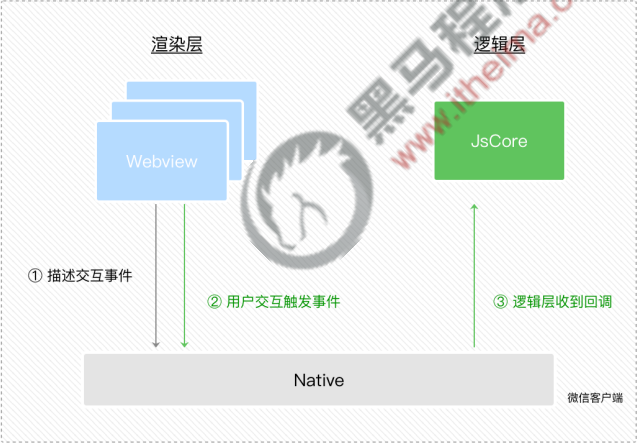 渲染层
逻辑层
Webview
JsCore
① 描述交互事件
② 用户交互触发事件
③ 逻辑层收到回调
Native
微信客户端
黑马程
www.itheima.co